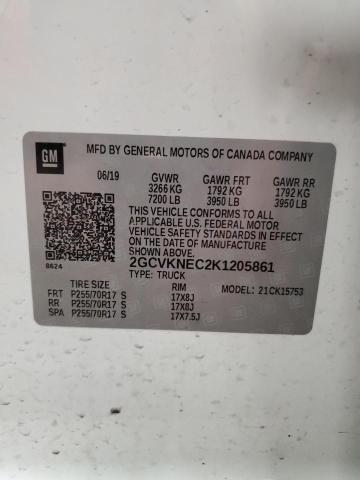 GM
MFD BY GENERAL MOTORS OF CANADA COMPANY
06/19 GVWR GAWR FRT GAWR RR
3266 KG 1792 KG 1792 KG
7200 LB 3950 LB 3950 LB
THIS VEHICLE CONFORMS TO ALL
APPLICABLE U.S. FEDERAL MOTOR
VEHICLE SAFETY STANDARDS IN
EFFECT ON THE DATE OF
MANUFACTURE SHOWN ABOVE.
8624 2GCVKNEC2K1205861
TYPE: TRUCK
TIRE SIZE RIM MODEL: 21CK15753
FRT P255/70R17 S 17X8J
RR P255/70R17 S 17X8J
SPA P255/70R17 S 17X7.5J